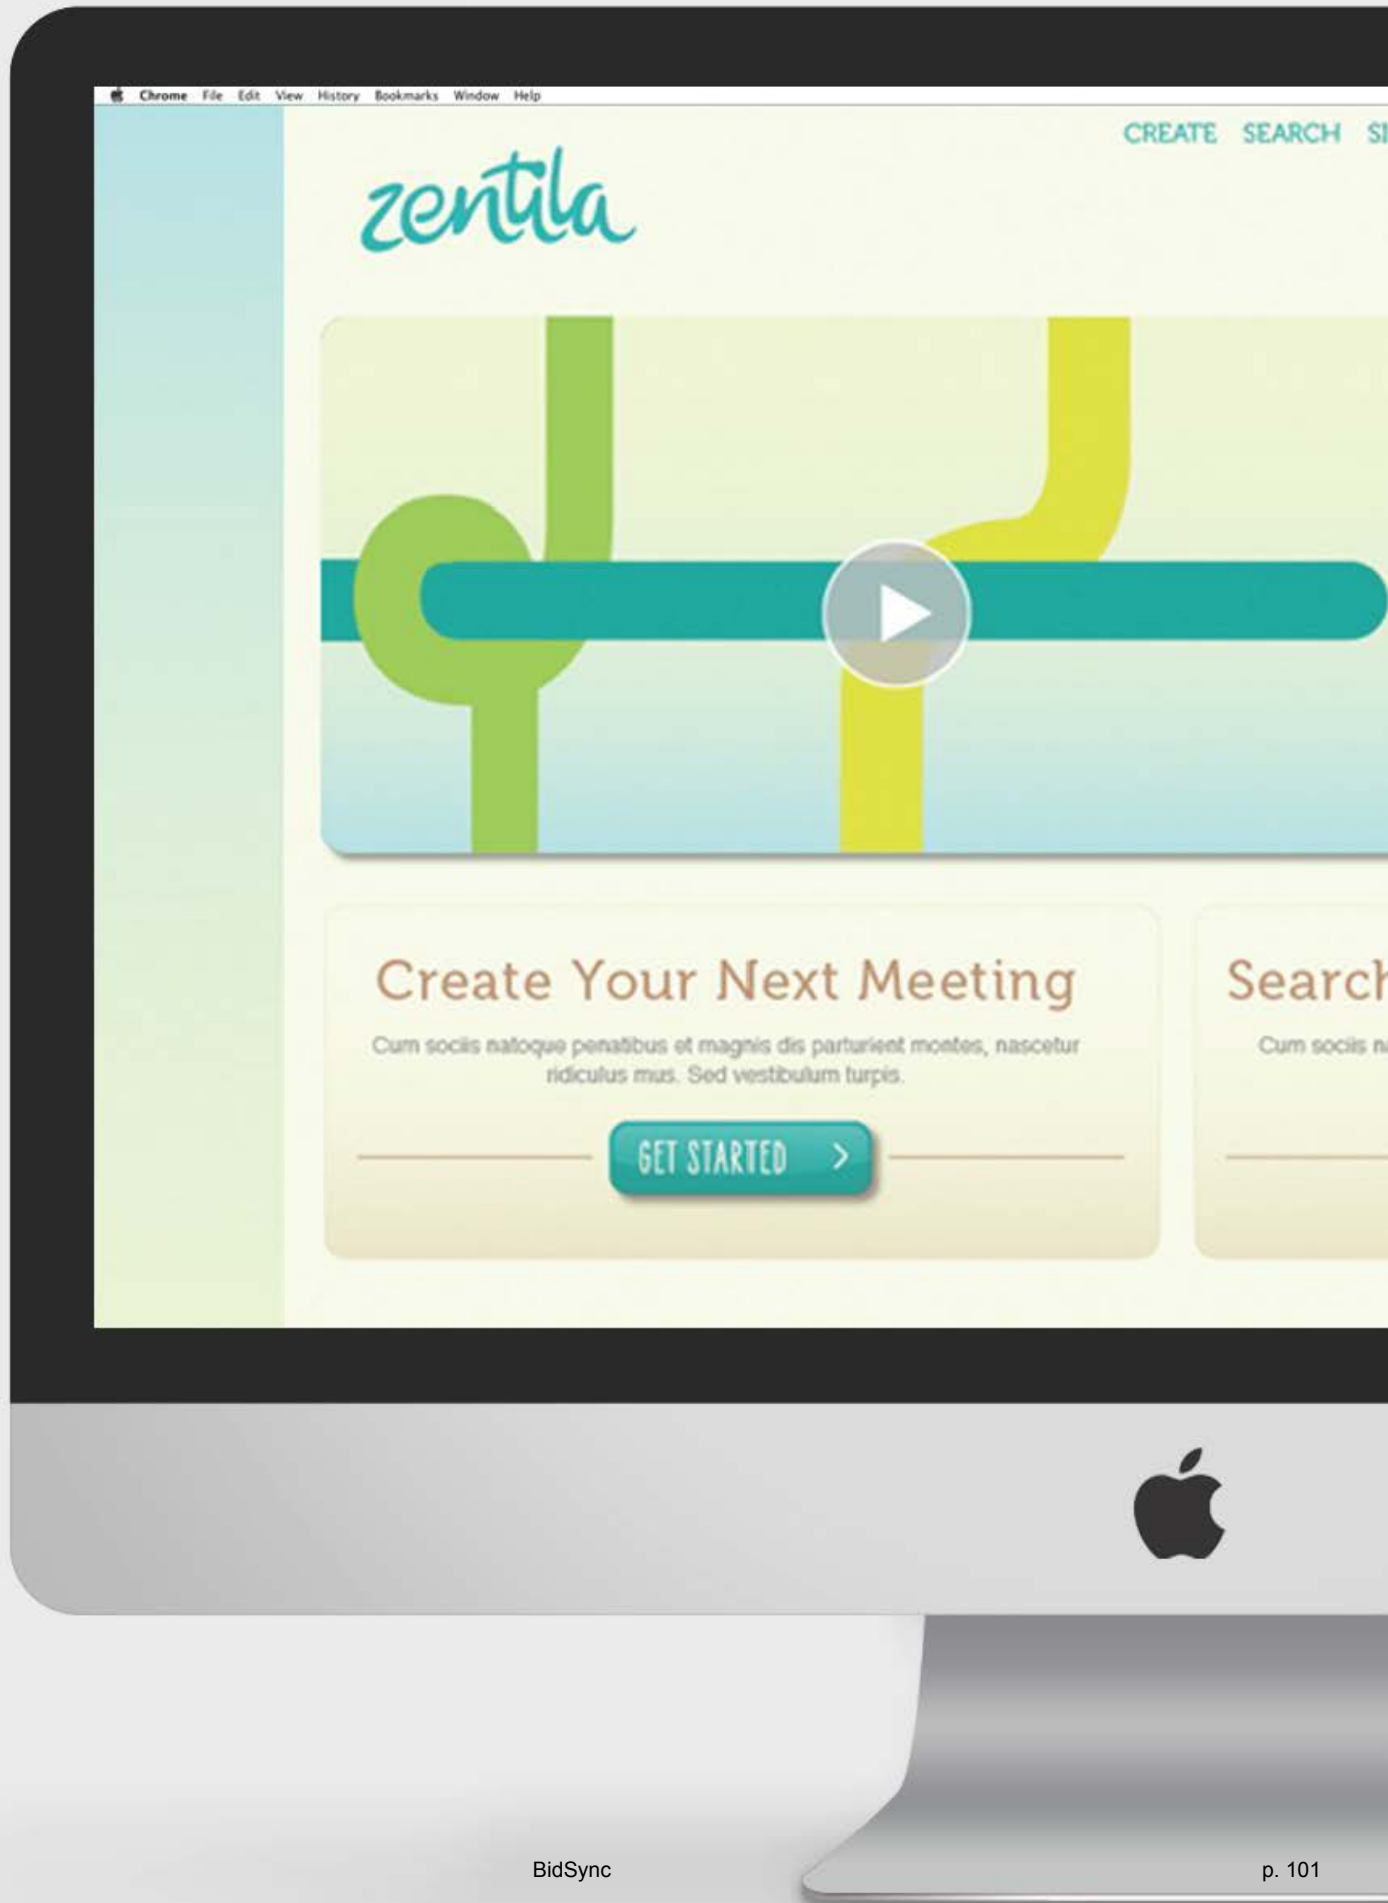 Chrome File Edit View History Bookmarks Window Help
CREATE SEARCH
zentila
Create Your Next Meeting
Search
Cum sociis natoque penatibus et magnis dis parturient montes, nascetur
ridiculus mus. Sed vestibulum turpis.
Cum sociis
GET STARTED >
BidSync p. 101